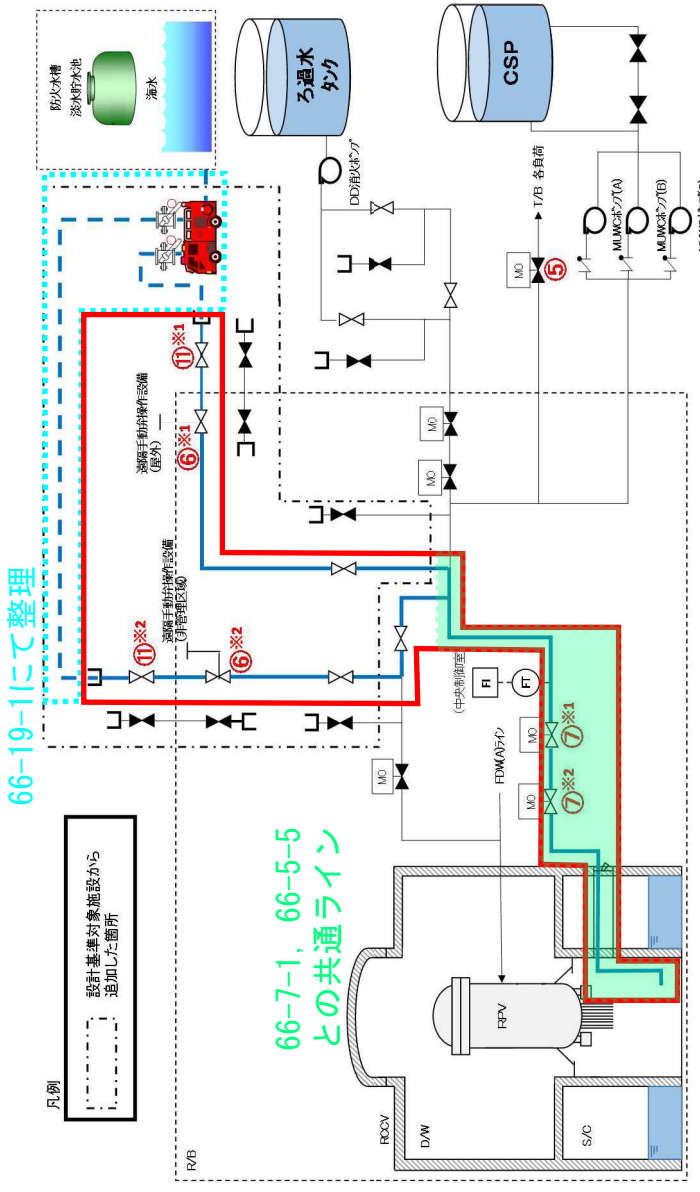 66-19-1にて整理
凡例
設計基準対象施設から
追加した箇所
防火水槽
淡水貯水池
海水
ろ過水
タンク
CSP
DD消火ポンプ
T/B 各負荷
MO
⑤
MUWCポンプ(A)
MUWCポンプ(B)
⑪※1
⑥※1
遠隔手動弁操作設備
(屋外)
MO
MO
⑪※2
⑥※2
遠隔手動弁操作設備
(非管理区域)
(中央制御室)
FI
FT
MO
⑦※1
MO
⑦※2
MO
FDW(A)ライン
66-7-1, 66-5-5
との共通ライン
R/B
RCCV
D/W
RPV
S/C